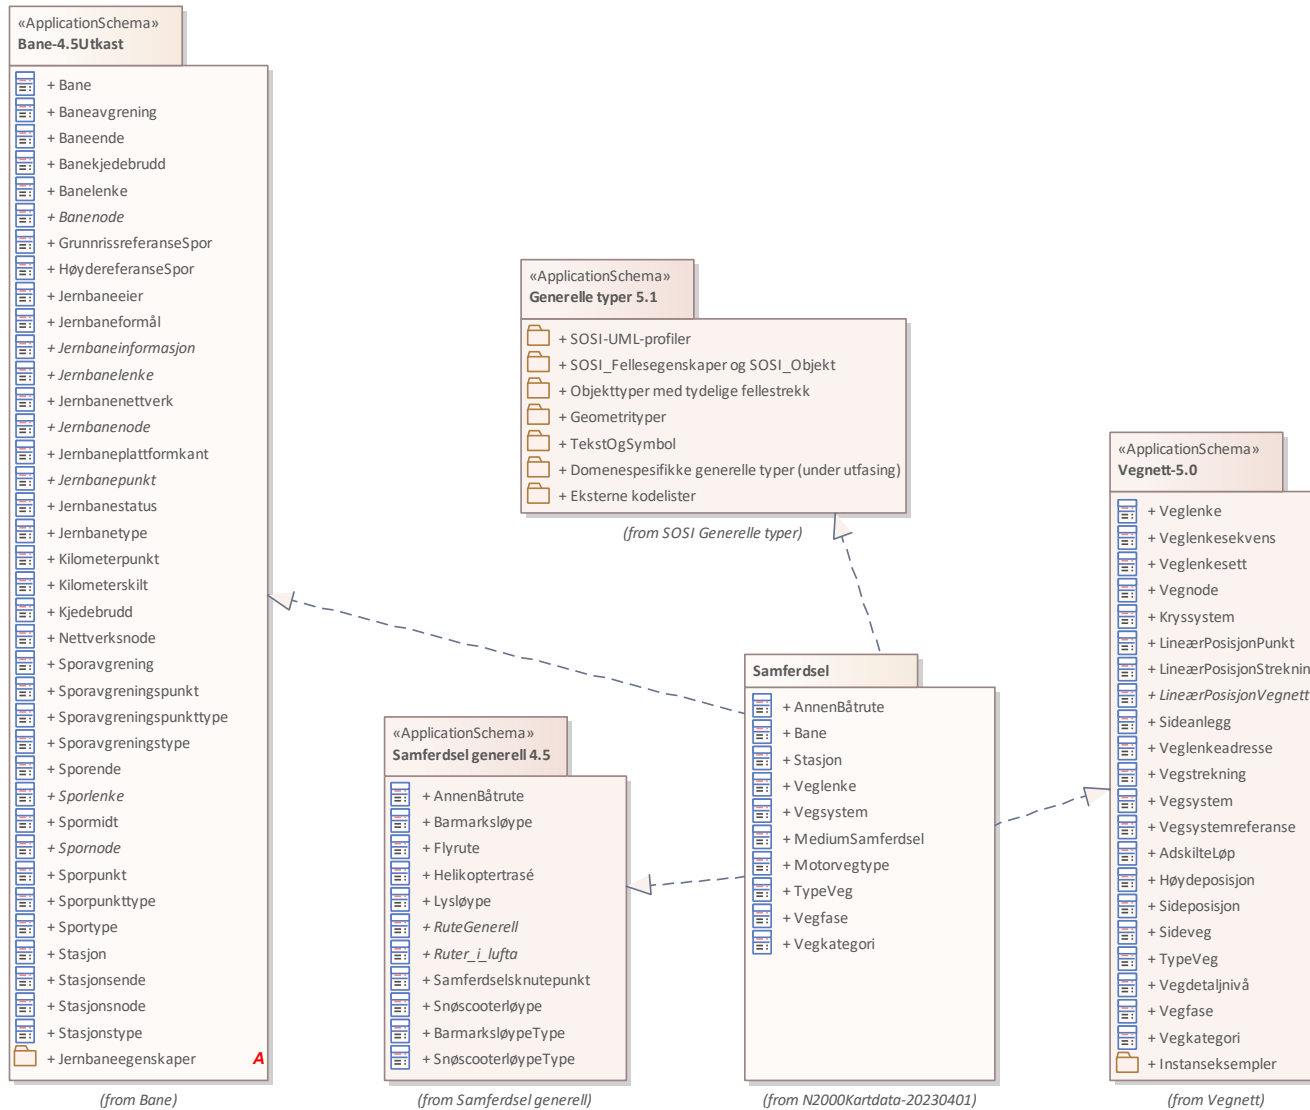 «ApplicationSchema»
Bane-4.5Utkast
+ Bane
+ Baneavgrening
+ Baneende
+ Banekjedebrudd
+ Banelenke
+ Banenode
+ GrunnrissreferanseSpor
+ HøydereferanseSpor
+ Jernbaneeier
+ Jernbaneformål
+ Jernbaneinformasjon
+ Jernbanelenke
+ Jernbanenettverk
+ Jernbanenode
+ Jernbaneplattformkant
+ Jernbanepunkt
+ Jernbanestatus
+ Jernbanetype
+ Kilometerpunkt
+ Kilometerskilt
+ Kjedebrudd
+ Nettverksnode
+ Sporavgrening
+ Sporavgreningspunkt
+ Sporavgreningspunkttype
+ Sporavgreningstype
+ Sporende
+ Sporlenke
+ Spormidt
+ Spornode
+ Sporpunkt
+ Sporpunkttype
+ Sportype
+ Stasjon
+ Stasjonsende
+ Stasjonsnode
+ Stasjonstype
+ Jernbaneegenskaper A
(from Bane)
«ApplicationSchema»
Generelle typer 5.1
+ SOSI-UML-profiler
+ SOSI_Fellesegenskaper og SOSI_Objekt
+ Objekttyper med tydelige fellestrekk
+ Geometrityper
+ TekstOgSymbol
+ Domenespesifikke generelle typer (under utfasing)
+ Eksterne kodelister
(from SOSI Generelle typer)
«ApplicationSchema»
Samferdsel generell 4.5
+ AnnenBåtrute
+ Barmarksløype
+ Flyrute
+ Helikoptertrasé
+ Lysløype
+ RuteGenerell
+ Ruter_i_lufta
+ Samferdselsknutepunkt
+ Snøscooterløype
+ BarmarksløypeType
+ SnøscooterløypeType
(from Samferdsel generell)
Samferdsel
+ AnnenBåtrute
+ Bane
+ Stasjon
+ Veglenke
+ Vegsystem
+ MediumSamferdsel
+ Motorvegtype
+ TypeVeg
+ Vegfase
+ Vegkategori
(from N2000Kartdata-20230401)
«ApplicationSchema»
Vegnett-5.0
+ Veglenke
+ Veglenkesekvens
+ Veglenkesett
+ Vegnode
+ Kryssystem
+ LineærPosisjonPunkt
+ LineærPosisjonStreknin
+ LineærPosisjonVegnett
+ Sideanlegg
+ Veglenkeadresse
+ Vegstrekning
+ Vegsystem
+ Vegsystemreferanse
+ AdskilteLøp
+ Høydeposisjon
+ Sideposisjon
+ Sideveg
+ TypeVeg
+ Vegdetaljnivå
+ Vegfase
+ Vegkategori
+ Instanseksempler
(from Vegnett)